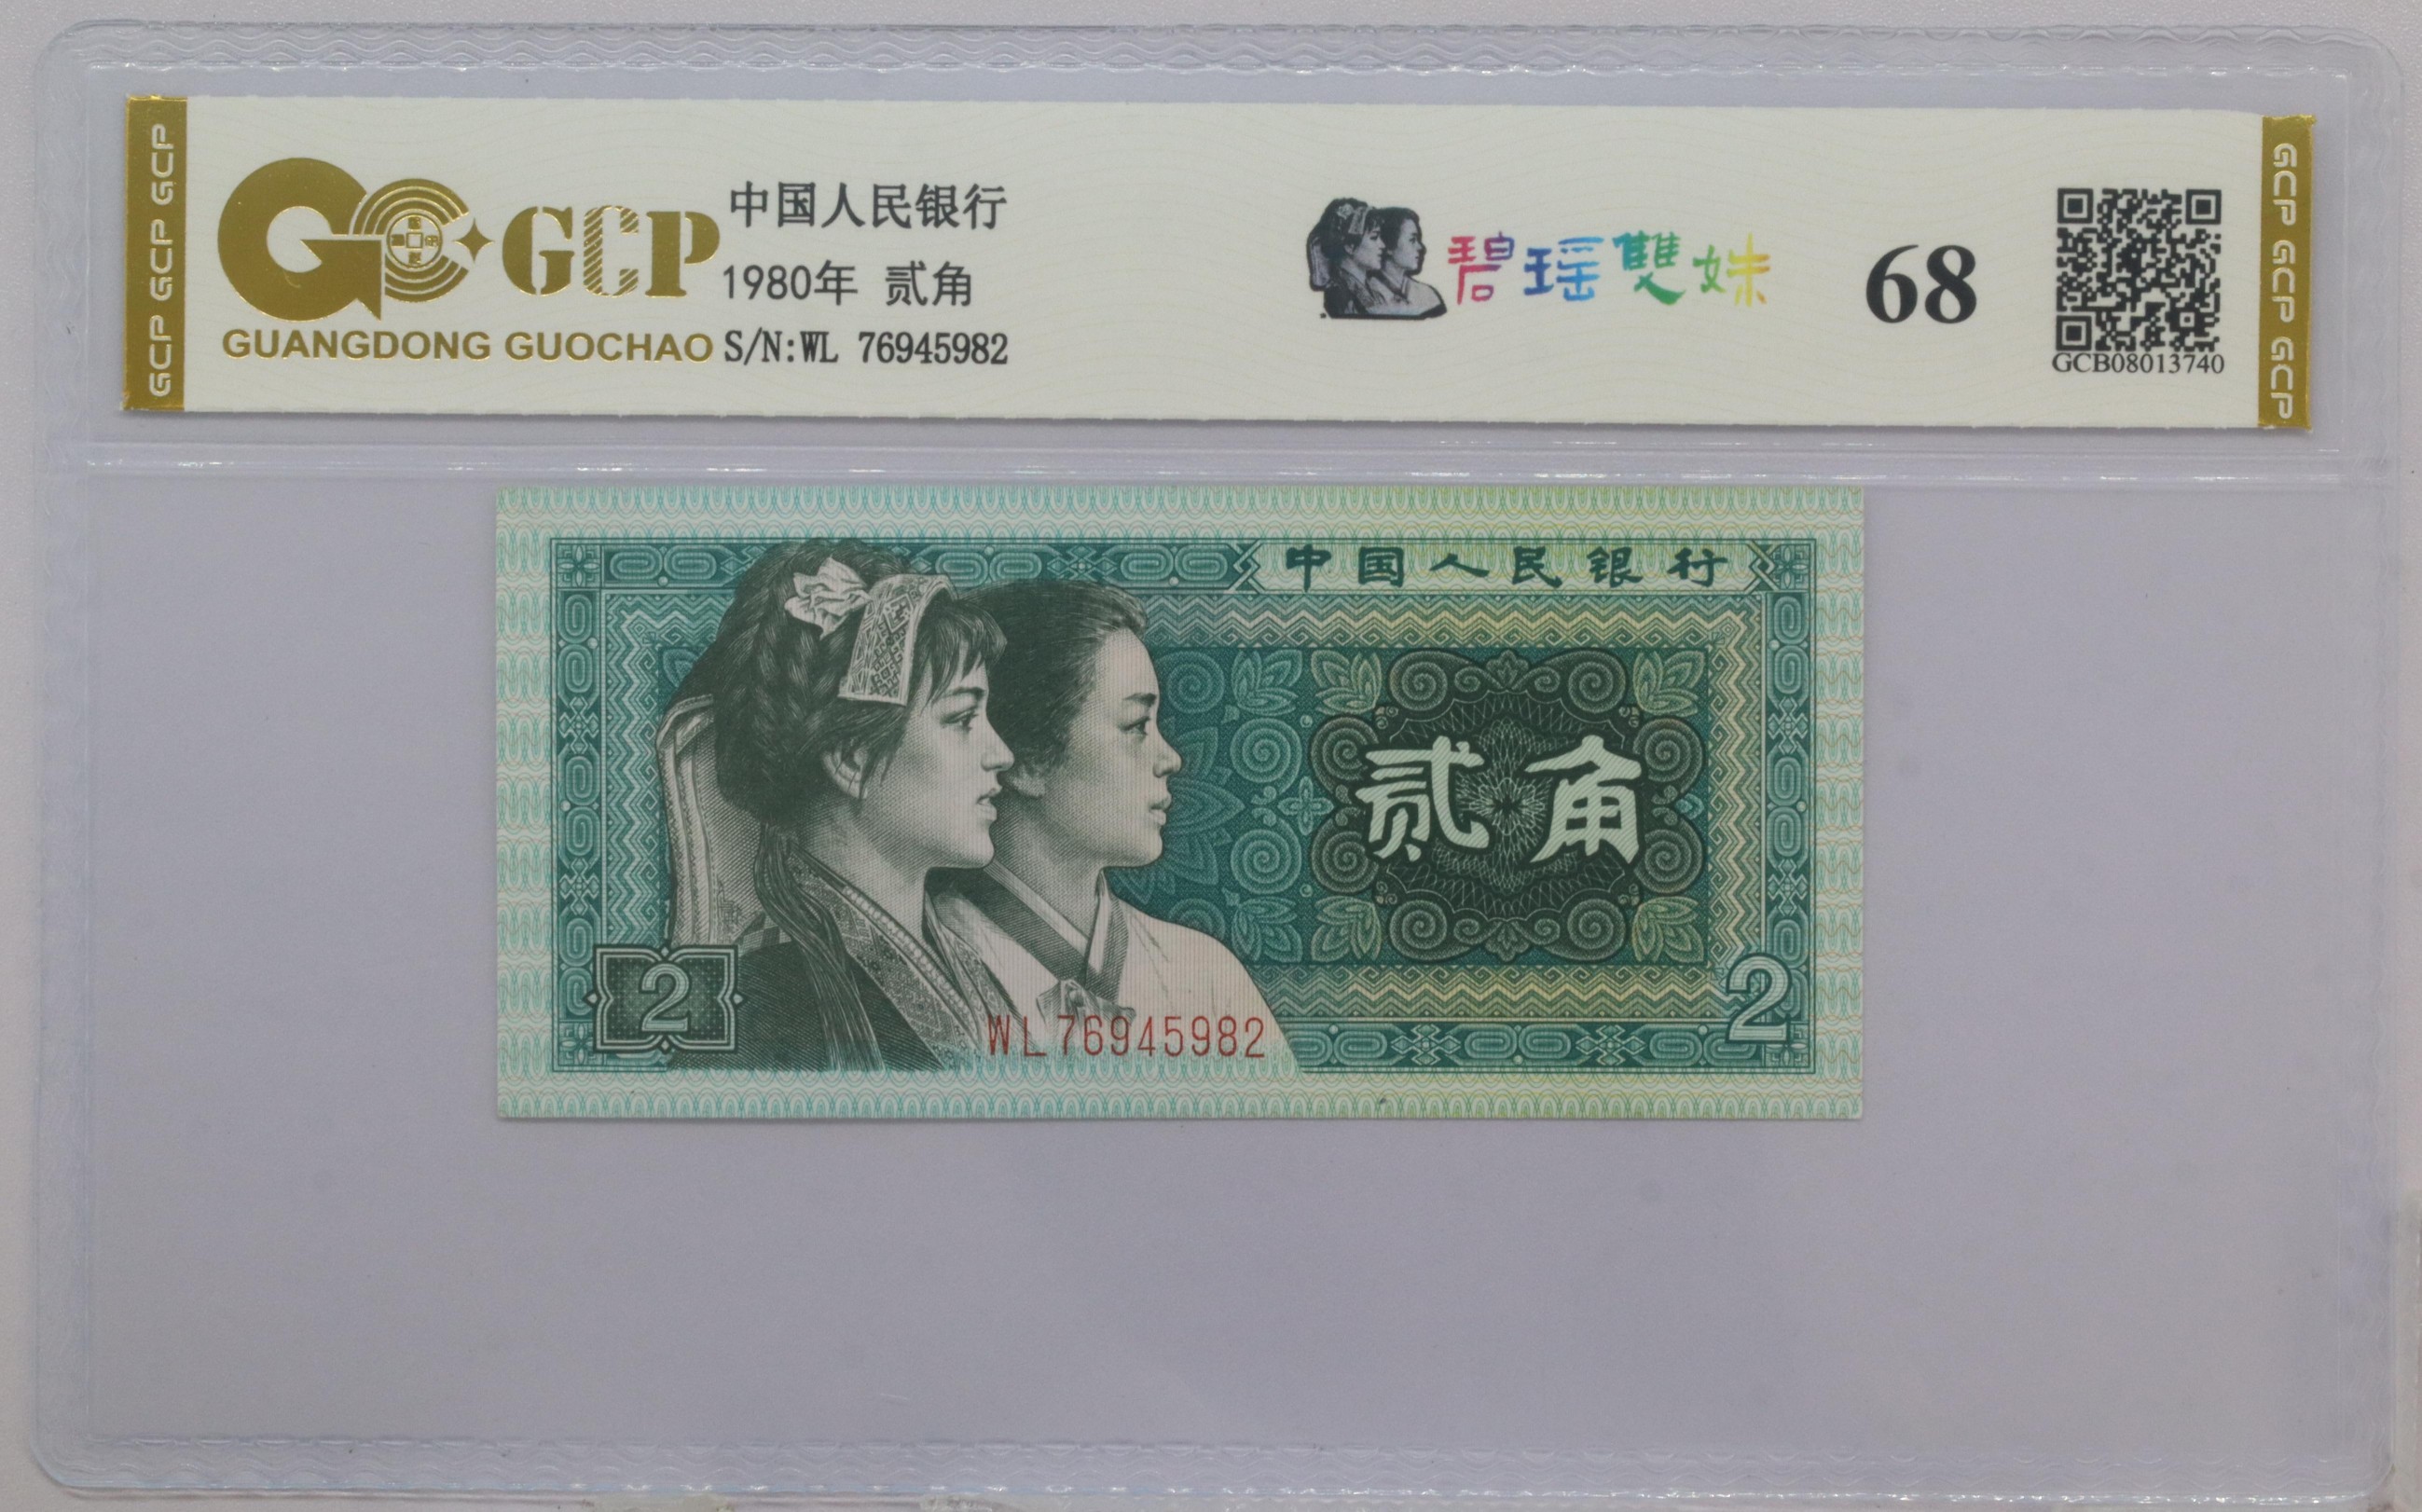 GCP GCP GCP
GCP
GUANGDONG GUOCHAO
中国人民银行
1980年 贰角
S/N:WL 76945982
碧瑶雙妹
68
GCB08013740
GCP GCP GCP
中国人民银行
贰角
2
WL76945982
2